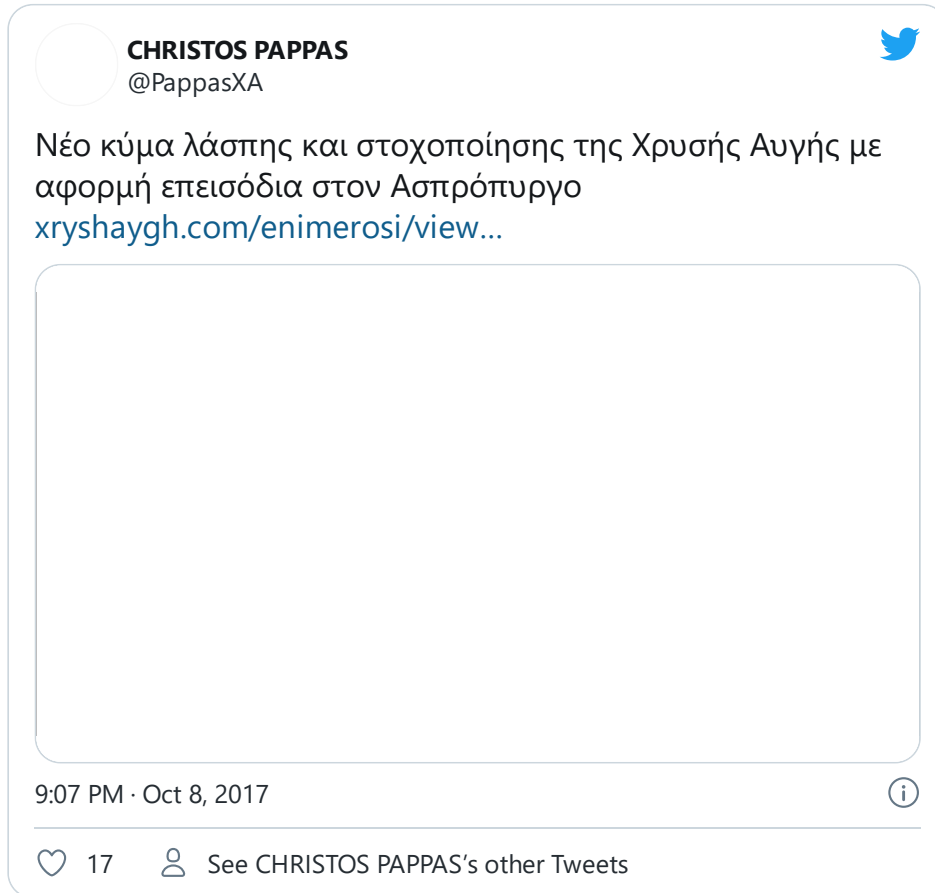 CHRISTOS PAPPAS
@PappasXA
Νέο κύμα λάσπης και στοχοποίησης της Χρυσής Αυγής με
αφορμή επεισόδια στον Ασπρόπυργο
xryshaygh.com/enimerosi/view...
9:07 PM · Oct 8, 2017
17 See CHRISTOS PAPPAS's other Tweets